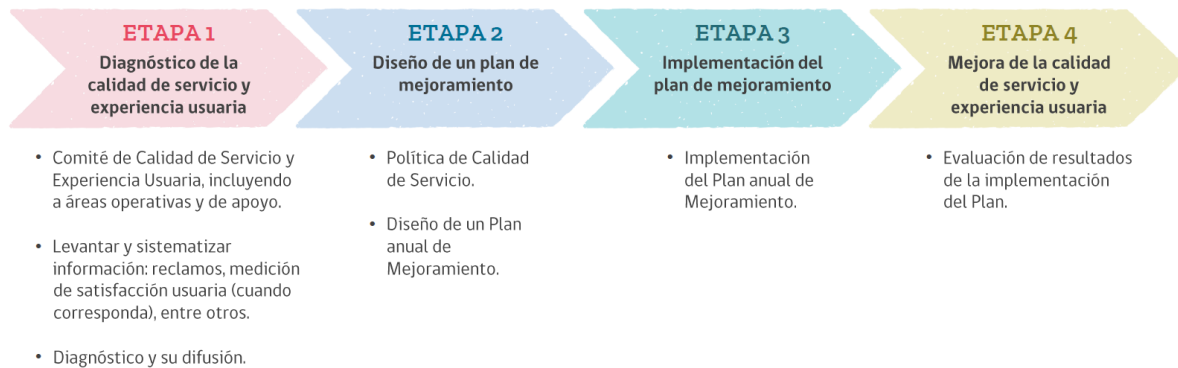 ETAPA 1
Diagnóstico de la
calidad de servicio y
experiencia usuaria
• Comité de Calidad de Servicio y
Experiencia Usuaria, incluyendo
a áreas operativas y de apoyo.
• Levantar y sistematizar
información: reclamos, medición
de satisfacción usuaria (cuando
corresponda), entre otros.
• Diagnóstico y su difusión.
ETAPA 2
Diseño de un plan de
mejoramiento
• Política de Calidad
de Servicio.
• Diseño de un Plan
anual de
Mejoramiento.
ETAPA 3
Implementación del
plan de mejoramiento
• Implementación
del Plan anual de
Mejoramiento.
ETAPA 4
Mejora de la calidad
de servicio y
experiencia usuaria
• Evaluación de resultados
de la implementación
del Plan.